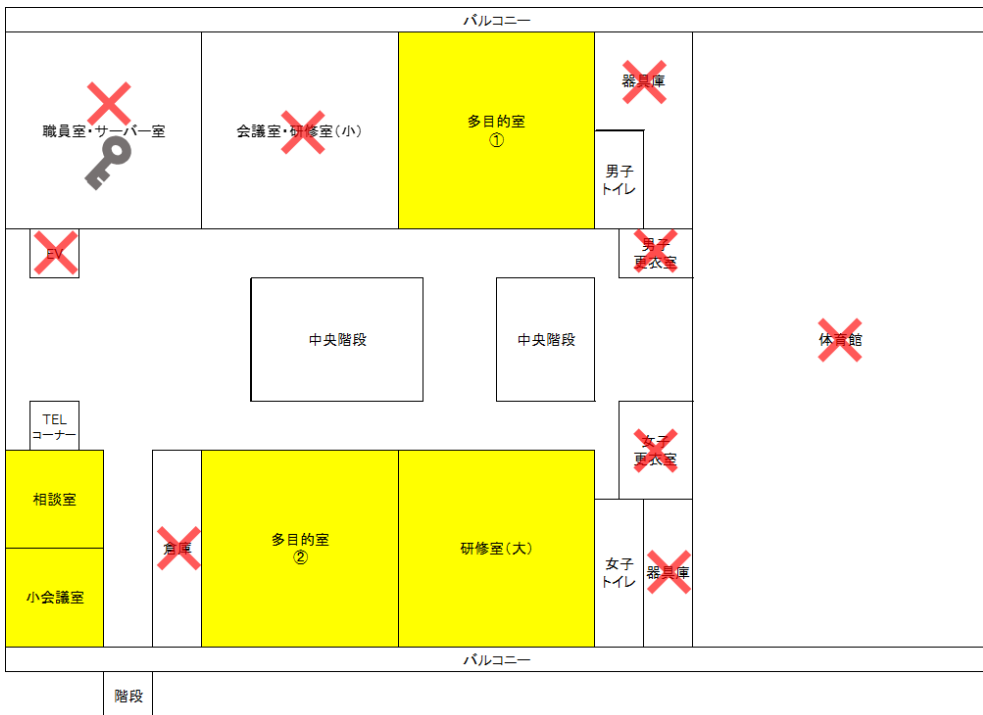 バルコニー
職員室・サーバー室
会議室・研修室(小)
多目的室
①
器具庫
男子
トイレ
EV
男子
更衣室
中央階段
中央階段
体育館
TEL
コーナー
女子
更衣室
相談室
倉庫
多目的室
②
研修室(大)
女子
トイレ
器具庫
小会議室
バルコニー
階段